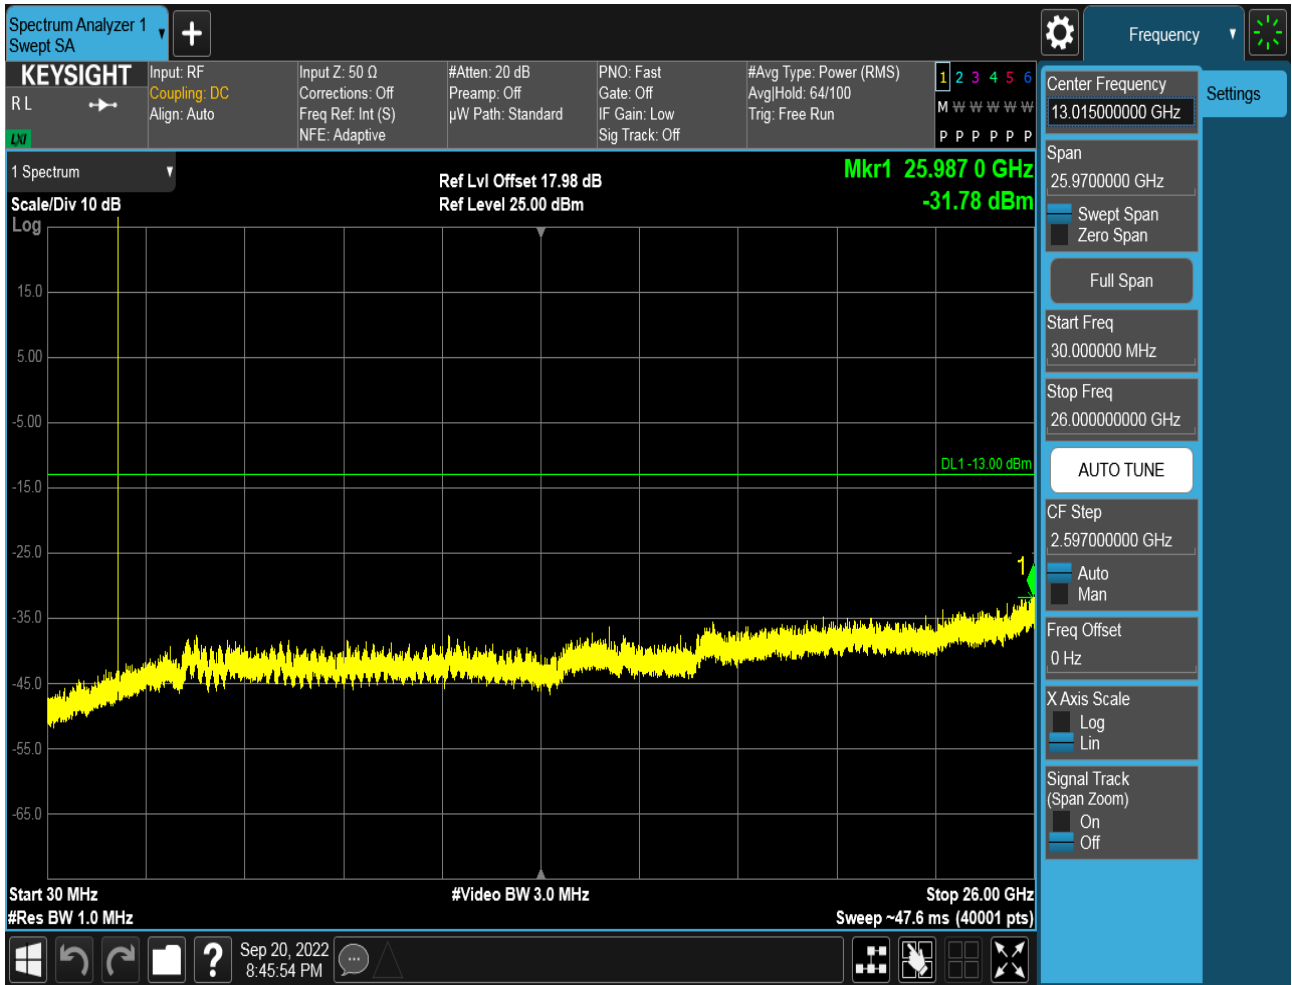 Spectrum Analyzer 1
Swept SA
Frequency
KEYSIGHT
R L
LXI
Input: RF
Coupling: DC
Align: Auto
Input Z: 50 Ω
Corrections: Off
Freq Ref: Int (S)
NFE: Adaptive
#Atten: 20 dB
Preamp: Off
µW Path: Standard
PNO: Fast
Gate: Off
IF Gain: Low
Sig Track: Off
#Avg Type: Power (RMS)
Avg|Hold: 64/100
Trig: Free Run
1 2 3 4 5 6
M W W W W W
P P P P P P
1 Spectrum
Scale/Div 10 dB
Log
Ref Lvl Offset 17.98 dB
Ref Level 25.00 dBm
Mkr1 25.987 0 GHz
-31.78 dBm
15.0
5.00
-5.00
DL1 -13.00 dBm
-15.0
-25.0
1
-35.0
-45.0
-55.0
-65.0
Start 30 MHz
#Video BW 3.0 MHz
Stop 26.00 GHz
#Res BW 1.0 MHz
Sweep ~47.6 ms (40001 pts)
Sep 20, 2022
8:45:54 PM
Center Frequency
13.015000000 GHz
Settings
Span
25.9700000 GHz
Swept Span
Zero Span
Full Span
Start Freq
30.000000 MHz
Stop Freq
26.000000000 GHz
AUTO TUNE
CF Step
2.597000000 GHz
Auto
Man
Freq Offset
0 Hz
X Axis Scale
Log
Lin
Signal Track
(Span Zoom)
On
Off